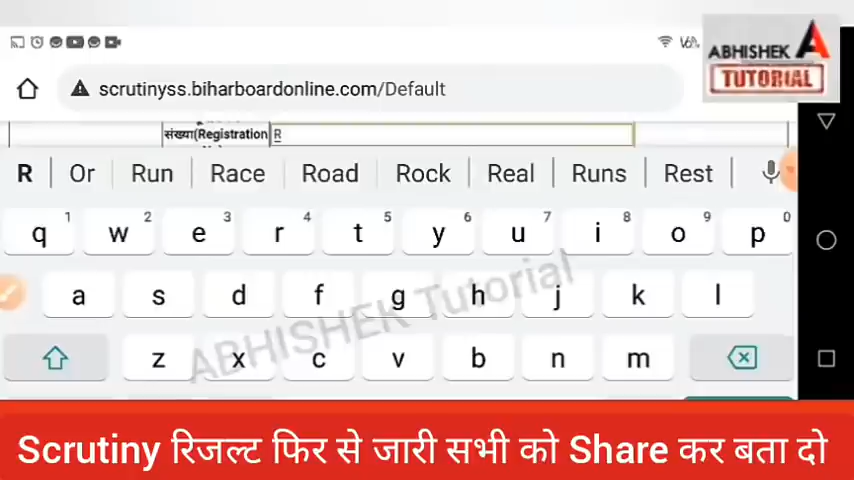 ABHISHEK A
TUTORIAL
scrutinyss.biharboardonline.com/Default
संख्या(Registration R
R Or Run Race Road Rock Real Runs Rest
1 2 3 4 5 6 7 8 9 0
q w e r t y u i o p
a s d f g h j k l
ABHISHEK Tutorial
z x c v b n m
Scrutiny रिजल्ट फिर से जारी सभी को Share कर बता दो